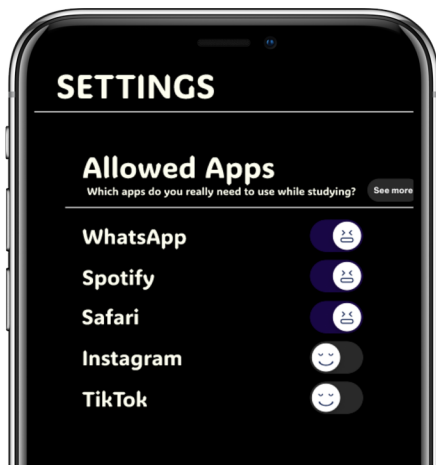 SETTINGS
Allowed Apps
Which apps do you really need to use while studying?
See more
WhatsApp
Spotify
Safari
Instagram
TikTok